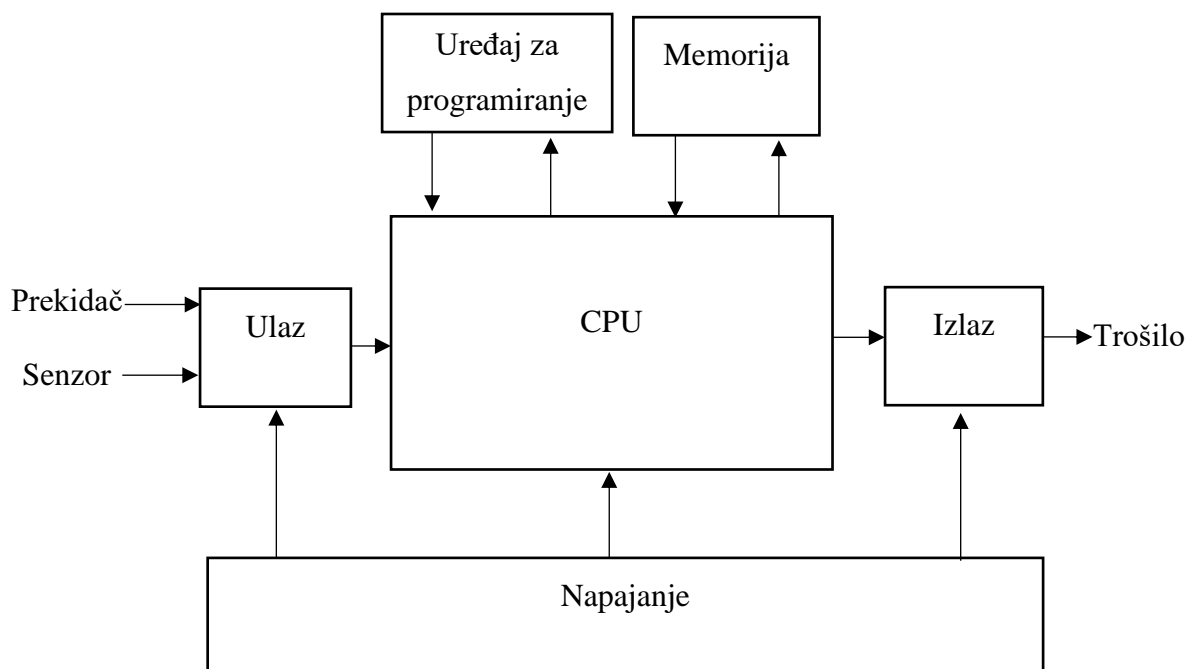 Uređaj za
programiranje
Memorija
Prekidač
Senzor
Ulaz
CPU
Izlaz
Trošilo
Napajanje